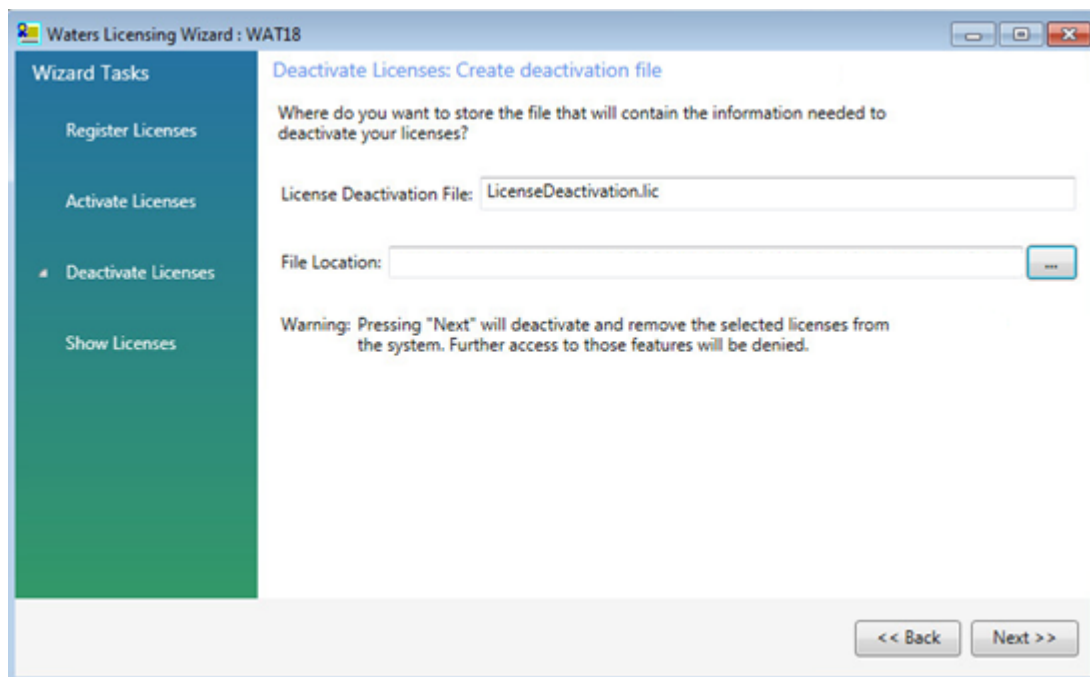 Waters Licensing Wizard : WAT18
Wizard Tasks
Register Licenses
Activate Licenses
Deactivate Licenses
Show Licenses
Deactivate Licenses: Create deactivation file
Where do you want to store the file that will contain the information needed to
deactivate your licenses?
License Deactivation File: LicenseDeactivation.lic
File Location: ...
Warning: Pressing "Next" will deactivate and remove the selected licenses from
the system. Further access to those features will be denied.
<< Back Next >>